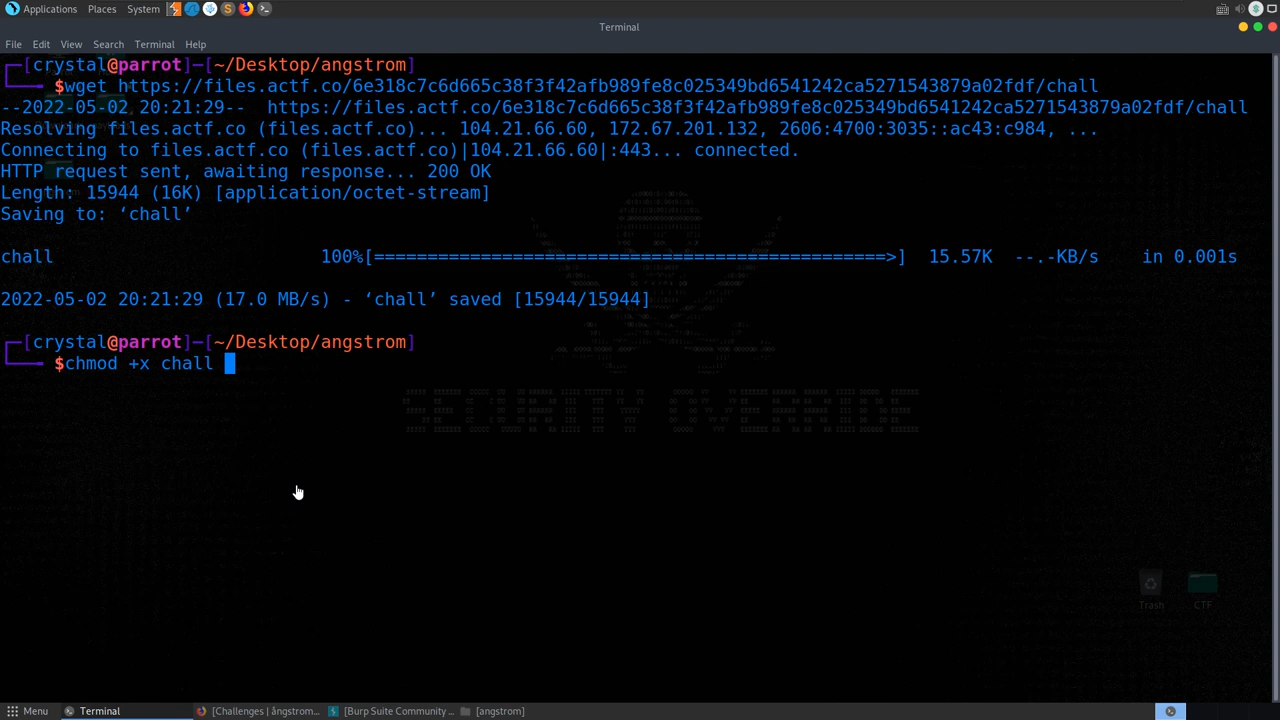 Applications Places System
Terminal
File Edit View Search Terminal Help
┌─[crystal@parrot]─[~/Desktop/angstrom]
└──╼ $wget https://files.actf.co/6e318c7c6d665c38f3f42afb989fe8c025349bd6541242ca5271543879a02fdf/chall
--2022-05-02 20:21:29--  https://files.actf.co/6e318c7c6d665c38f3f42afb989fe8c025349bd6541242ca5271543879a02fdf/chall
Resolving files.actf.co (files.actf.co)... 104.21.66.60, 172.67.201.132, 2606:4700:3035::ac43:c984, ...
Connecting to files.actf.co (files.actf.co)|104.21.66.60|:443... connected.
HTTP request sent, awaiting response... 200 OK
Length: 15944 (16K) [application/octet-stream]
Saving to: ‘chall’
chall 100%[================================================>] 15.57K --.-KB/s in 0.001s
2022-05-02 20:21:29 (17.0 MB/s) - ‘chall’ saved [15944/15944]
┌─[crystal@parrot]─[~/Desktop/angstrom]
└──╼ $chmod +x chall
SECURITY OVERRIDE
Trash CTF
Menu Terminal [Challenges | ångstrom... [Burp Suite Community ... [angstrom]